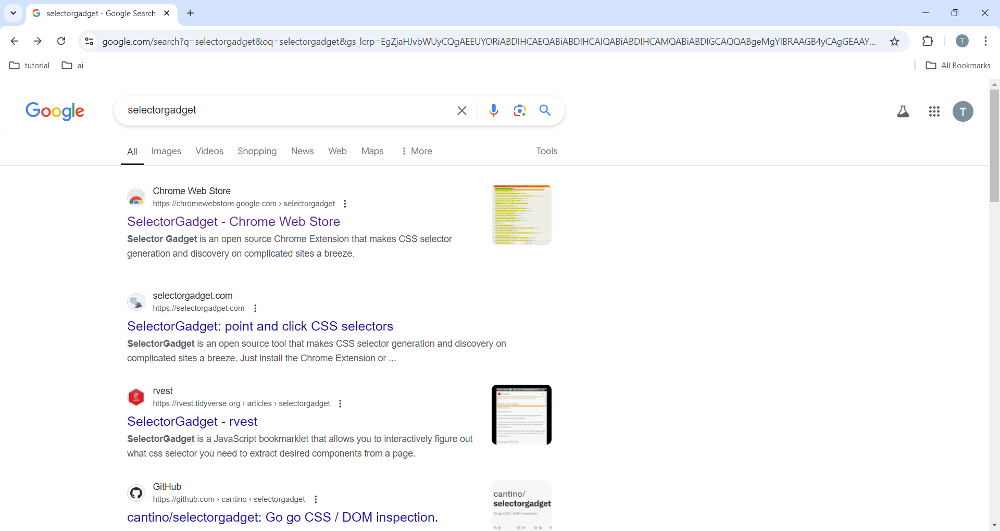 selectorgadget - Google Search
google.com/search?q=selectorgadget&oq=selectorgadget&gs_lcrp=EgZjaHJvbWUyCQgAEEUYORiABDIHCAEQABiABDIHCAIQABiABDIHCAMQABiABDIGCAQQABgeMgYIBRAAGB4yCAgGEAAY...
T
tutorial
ai
All Bookmarks
Google
selectorgadget
T
All Images Videos Shopping News Web Maps More Tools
Chrome Web Store
https://chromewebstore.google.com › selectorgadget
SelectorGadget - Chrome Web Store
Selector Gadget is an open source Chrome Extension that makes CSS selector
generation and discovery on complicated sites a breeze.
selectorgadget.com
https://selectorgadget.com
SelectorGadget: point and click CSS selectors
SelectorGadget is an open source tool that makes CSS selector generation and discovery on
complicated sites a breeze. Just install the Chrome Extension or ...
rvest
https://rvest.tidyverse.org › articles › selectorgadget
SelectorGadget - rvest
SelectorGadget is a JavaScript bookmarklet that allows you to interactively figure out
what css selector you need to extract desired components from a page.
rvest
GitHub
https://github.com › cantino › selectorgadget
cantino/selectorgadget: Go go CSS / DOM inspection.
cantino/
selectorgadget
Go go CSS / DOM inspection.